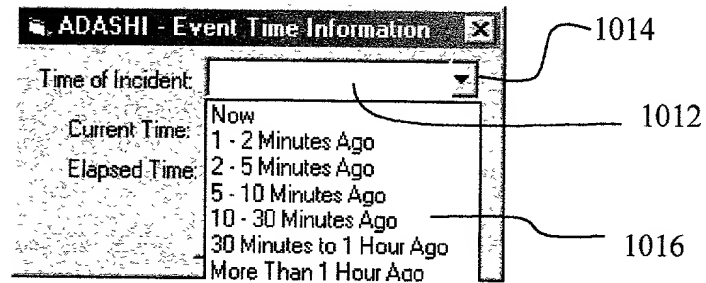 ADASHI - Event Time Information
1014
Time of Incident:
1012
Now
Current Time:
1 - 2 Minutes Ago
Elapsed Time:
2 - 5 Minutes Ago
5 - 10 Minutes Ago
10 - 30 Minutes Ago
30 Minutes to 1 Hour Ago
1016
More Than 1 Hour Ago